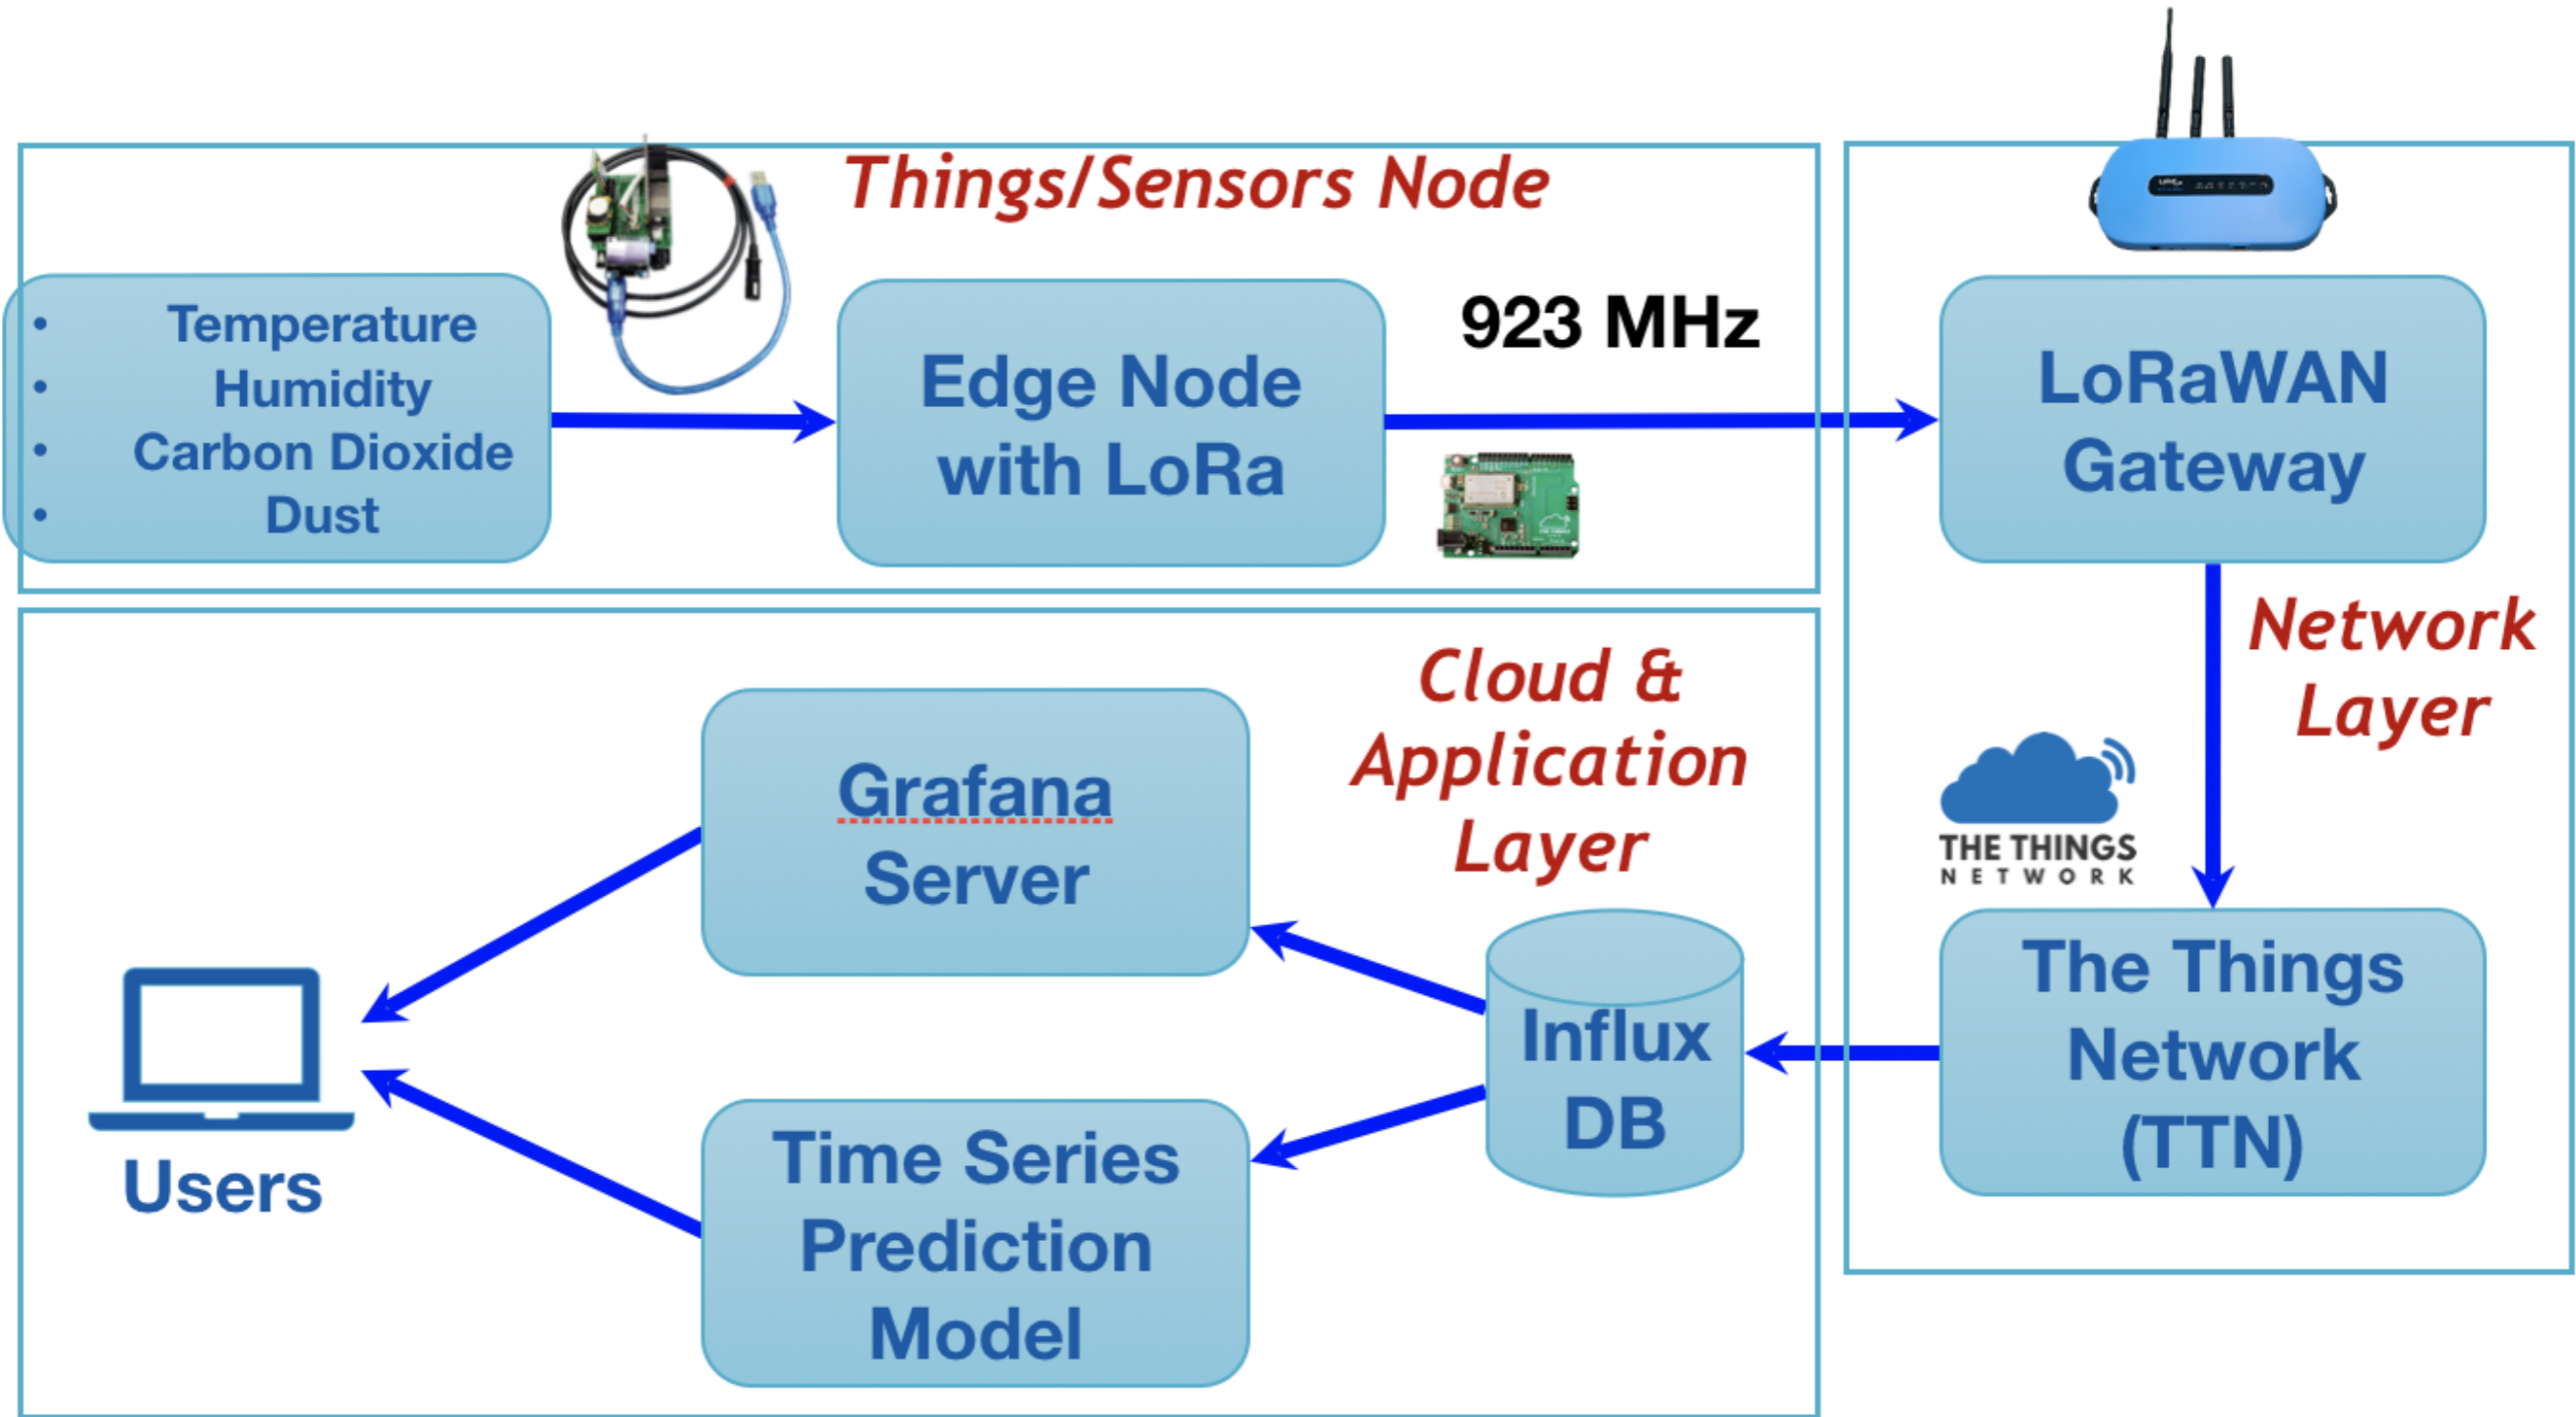 Things/Sensors Node
• Temperature
• Humidity
• Carbon Dioxide
• Dust
Edge Node
with LoRa
923 MHz
LoRaWAN
Gateway
Network
Layer
THE THINGS
NETWORK
The Things
Network
(TTN)
Cloud &
Application
Layer
Influx
DB
Grafana
Server
Time Series
Prediction
Model
Users